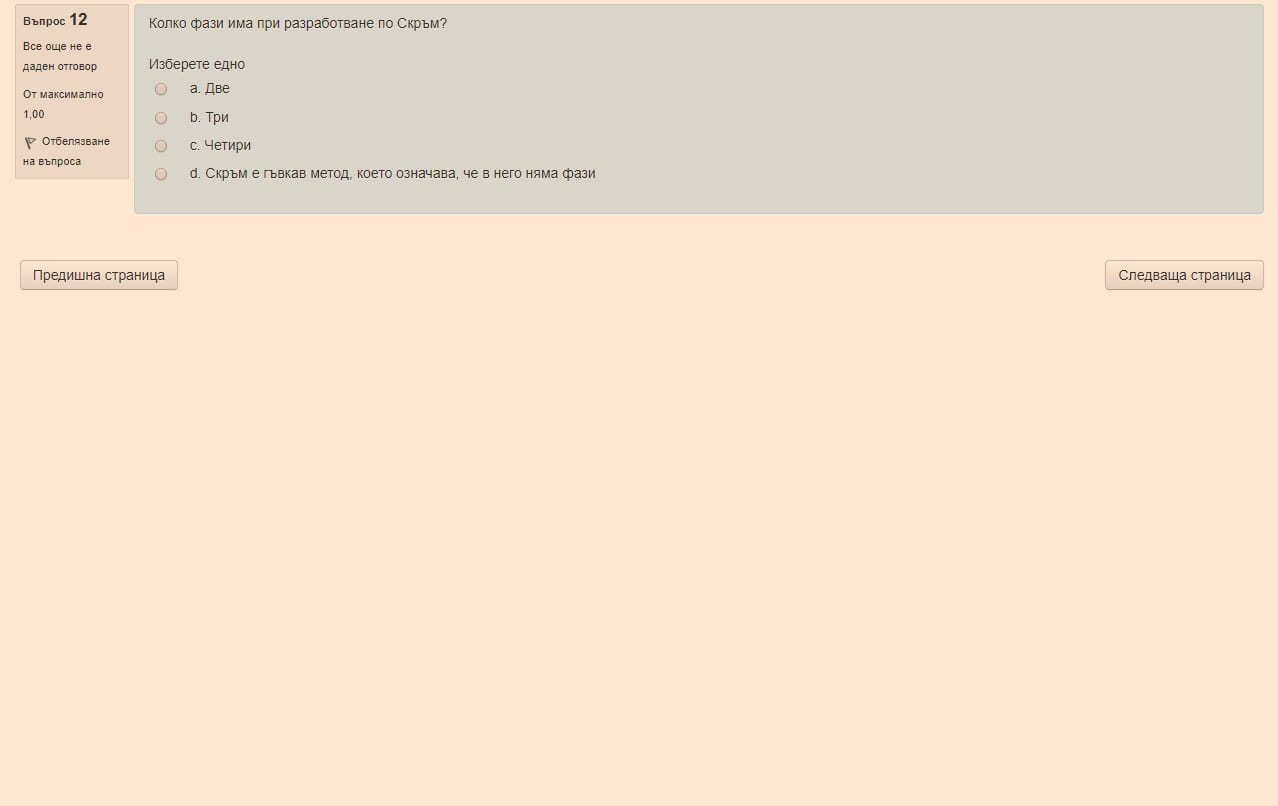 Въпрос 12
Все още не е
даден отговор
От максимално
1,00
Отбелязване
на въпроса
Колко фази има при разработване по Скръм?
Изберете едно
a. Две
b. Три
c. Четири
d. Скръм е гъвкав метод, което означава, че в него няма фази
Предишна страница
Следваща страница